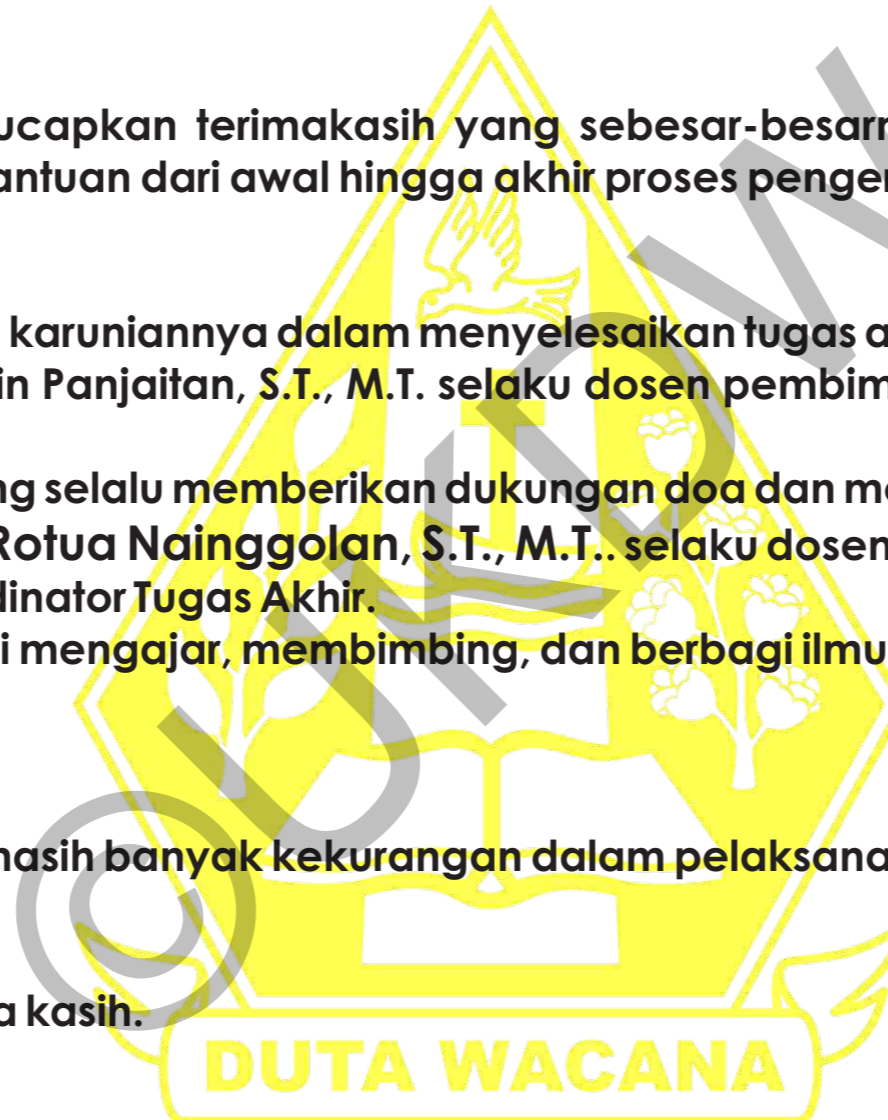 ucapkan terimakasih yang sebesar-besarn
antuan dari awal hingga akhir proses penger
karuniannya dalam menyelesaikan tugas a
in Panjaitan, S.T., M.T. selaku dosen pembim
ng selalu memberikan dukungan doa dan mo
Rotua Nainggolan, S.T., M.T.. selaku dosen
dinator Tugas Akhir.
i mengajar, membimbing, dan berbagi ilmu
masih banyak kekurangan dalam pelaksana
a kasih.
©UKDW
DUTA WACANA